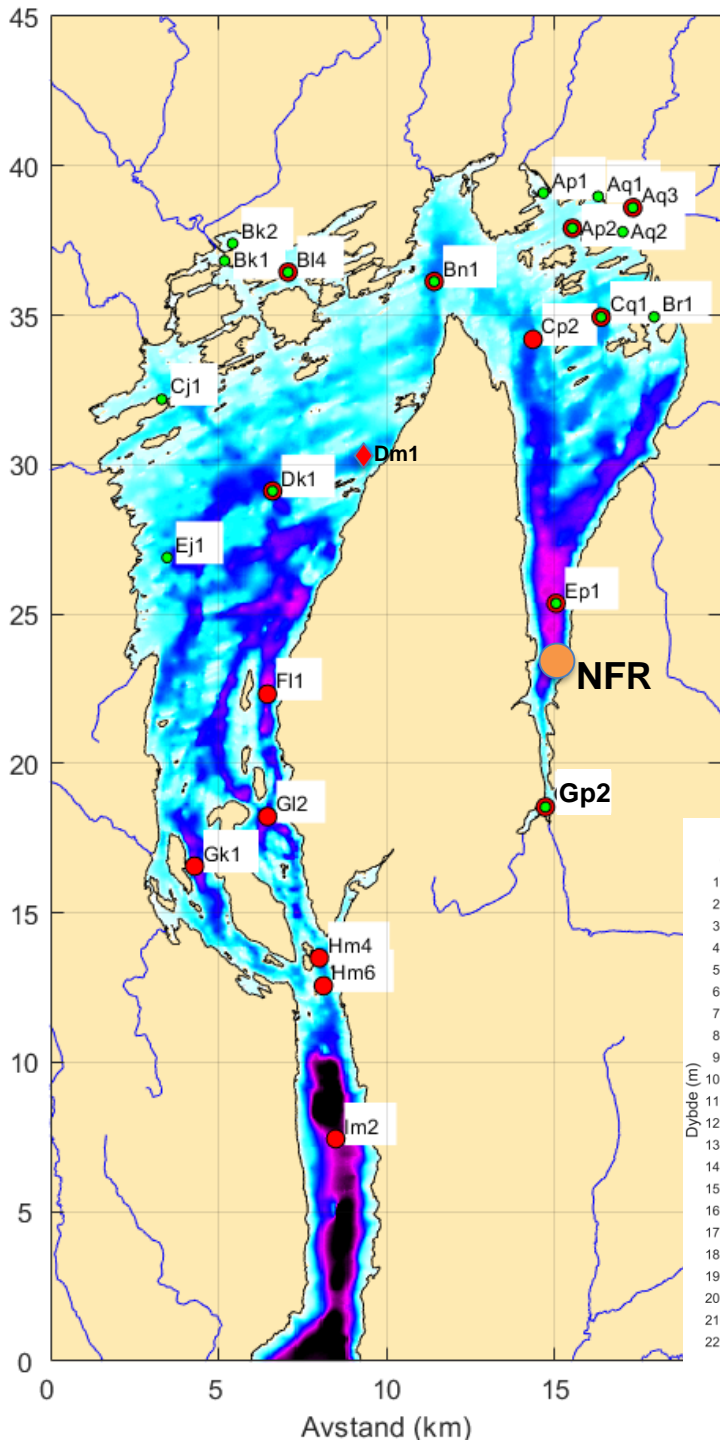 45
40
35
30
25
20
15
10
5
0
Ap1
Aq1
Aq3
Ap2
Aq2
Bk2
Bk1
Bl4
Bn1
Cq1
Br1
Cp2
Cj1
Dm1
Dk1
Ej1
Ep1
NFR
Fl1
Gl2
Gp2
Gk1
Hm4
Hm6
Im2
1
2
3
4
5
6
7
8
9
10
11
12
13
14
15
16
17
18
19
20
21
22
Dybde (m)
0 5 10 15
Avstand (km)